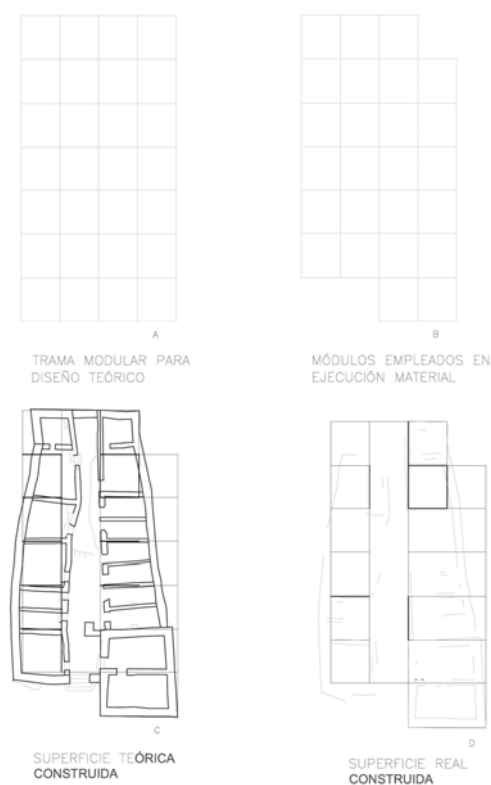 A
B
TRAMA MODULAR PARA
DISEÑO TEÓRICO
MÓDULOS EMPLEADOS EN
EJECUCIÓN MATERIAL
C
D
SUPERFICIE TEÓRICA
CONSTRUIDA
SUPERFICIE REAL
CONSTRUIDA